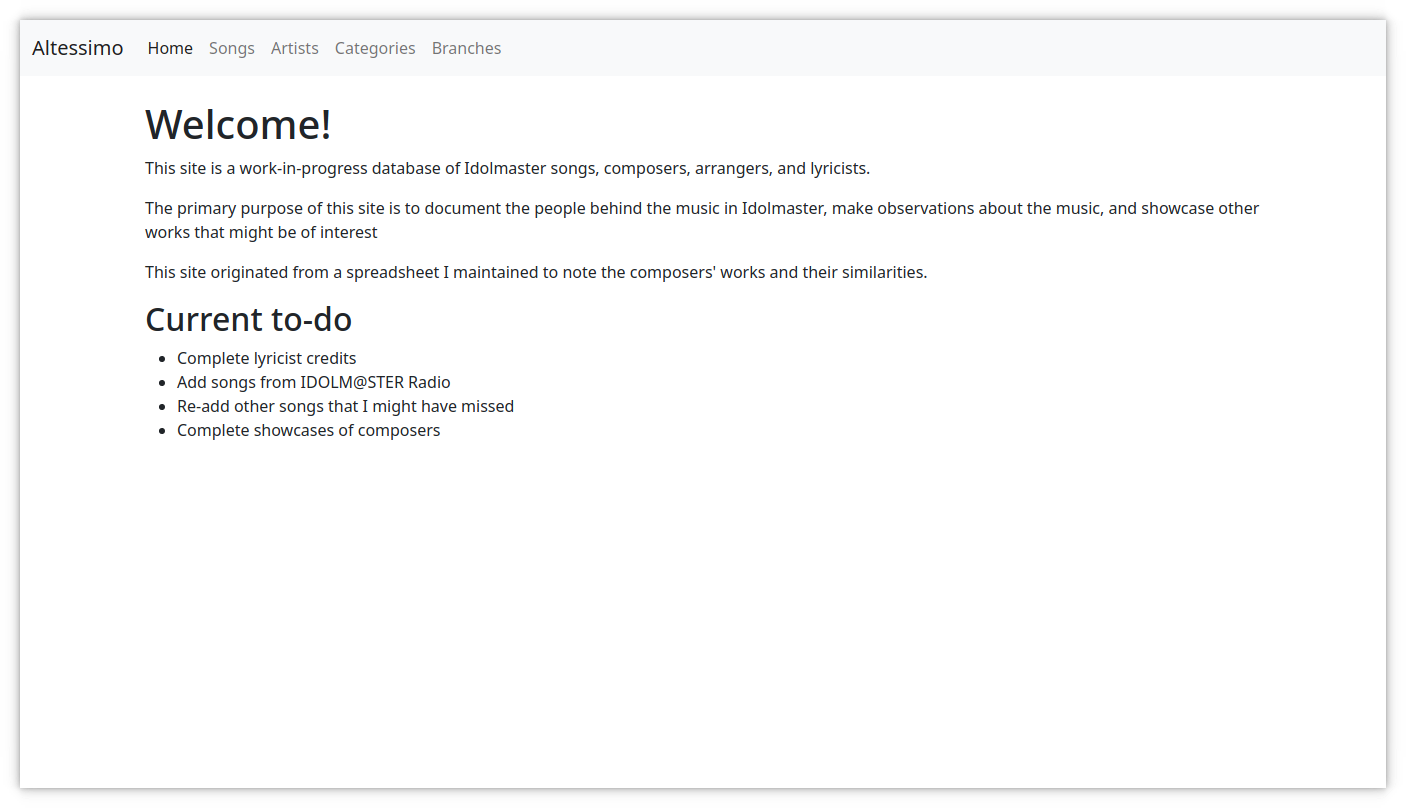 Altessimo Home Songs Artists Categories Branches
Welcome!
This site is a work-in-progress database of Idolmaster songs, composers, arrangers, and lyricists.
The primary purpose of this site is to document the people behind the music in Idolmaster, make observations about the music, and showcase other
works that might be of interest
This site originated from a spreadsheet I maintained to note the composers' works and their similarities.
Current to-do
• Complete lyricist credits
• Add songs from IDOLM@STER Radio
• Re-add other songs that I might have missed
• Complete showcases of composers